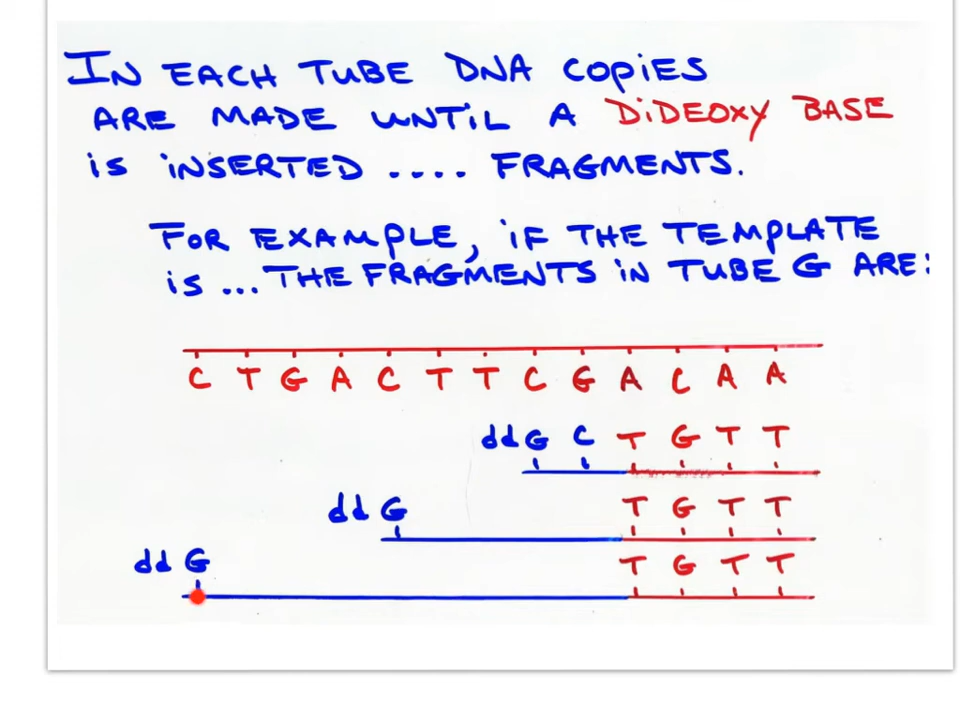 IN EACH TUBE DNA COPiES
ARE MADE UNTiL A DiDEOXY BASE
is iNSERTED .... FRAGMENTS.
FOR EXAMPLE, iF THE TEMPLATE
is ... THE FRAGMENTS iN TUBE G ARE:
C T G A C T T C G A C A A
ddG C T G T T
ddG T G T T
ddG T G T T